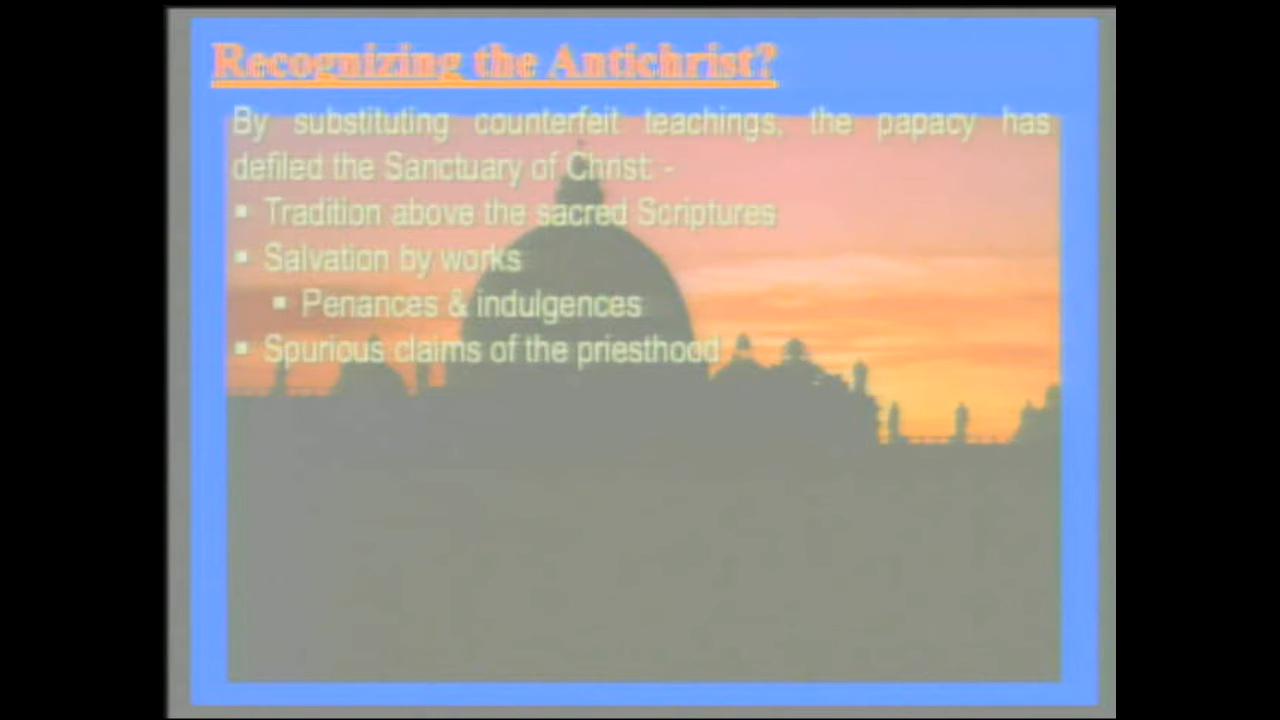 Recognizing the Antichrist?
By substituting counterfeit teachings, the papacy has
defiled the Sanctuary of Christ: -
▪ Tradition above the sacred Scriptures
▪ Salvation by works
▪ Penances & indulgences
▪ Spurious claims of the priesthood